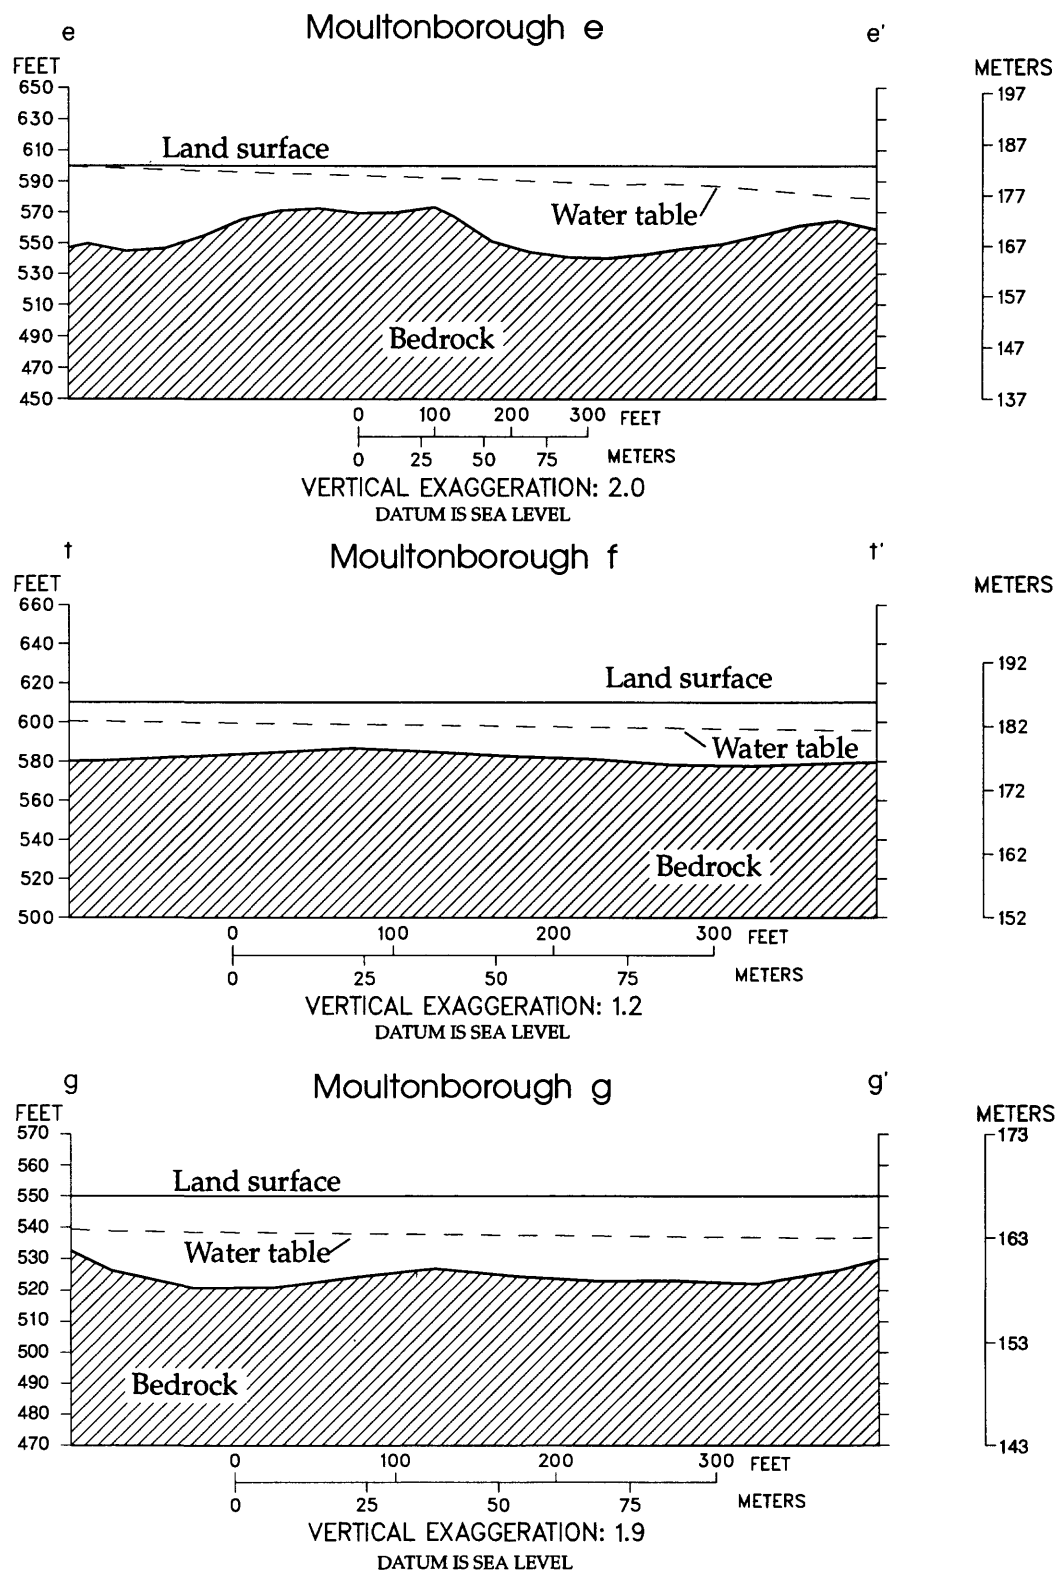 Moultonborough e
e e'
FEET METERS
650
630
610
590
570
550
530
510
490
470
450
197
187
177
167
157
147
137
Land surface
Water table
Bedrock
0 100 200 300 FEET
0 25 50 75 METERS
VERTICAL EXAGGERATION: 2.0
DATUM IS SEA LEVEL
Moultonborough f
f f'
FEET METERS
660
640
620
600
580
560
540
520
500
192
182
172
162
152
Land surface
Water table
Bedrock
0 100 200 300 FEET
0 25 50 75 METERS
VERTICAL EXAGGERATION: 1.2
DATUM IS SEA LEVEL
Moultonborough g
g g'
FEET METERS
570
560
550
540
530
520
510
500
490
480
470
173
163
153
143
Land surface
Water table
Bedrock
0 100 200 300 FEET
0 25 50 75 METERS
VERTICAL EXAGGERATION: 1.9
DATUM IS SEA LEVEL